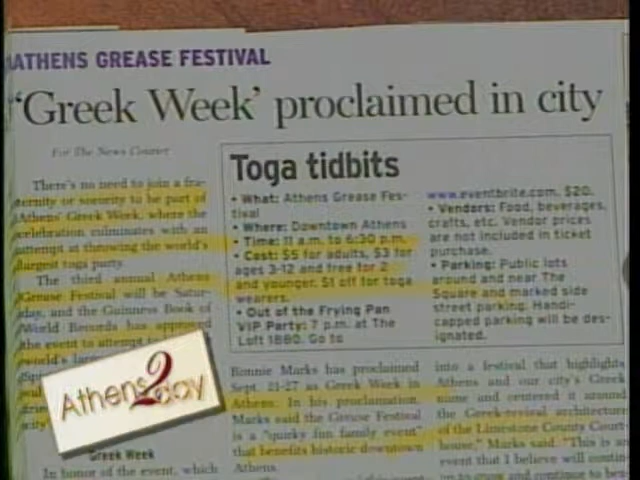 ATHENS GREASE FESTIVAL
'Greek Week' proclaimed in city
For The News Courier
There's no need to join a fra-
ternity or sorority to be part of
Athens' Greek Week, where the
celebration culminates with an
attempt at throwing the world's
largest toga party.
The third annual Athens
Grease Festival will be Satur-
day, and the Guinness Book of
World Records has approved
the event to attempt
world's
Greek Week
In honor of the event, which
Toga tidbits
• What: Athens Grease Fes-
tival
• Where: Downtown Athens
• Time: 11 a.m. to 6:30 p.m.
• Cost: $5 for adults, $3 for
ages 3-12 and free for 2
and younger. $1 off for toga
wearers.
• Out of the Frying Pan
VIP Party: 7 p.m. at The
Loft 1880. Go to
www.eventbrite.com. $20.
• Vendors: Food, beverages,
crafts, etc. Vendor prices
are not included in ticket
purchase.
• Parking: Public lots
around and near The
Square and marked side
street parking. Handi-
capped parking will be des-
ignated.
Ronnie Marks has proclaimed
Sept. 21-27 as Greek Week in
Athens. In his proclamation,
Marks said the Grease Festival
is a "quirky fun family event"
that benefits historic downtown
Athens.
into a festival that highlights
Athens and our city's Greek
name and centered it around
the Greek-revival architecture
of the Limestone County Court-
house," Marks said. "This is an
event that I believe will contin-
Athens 2day